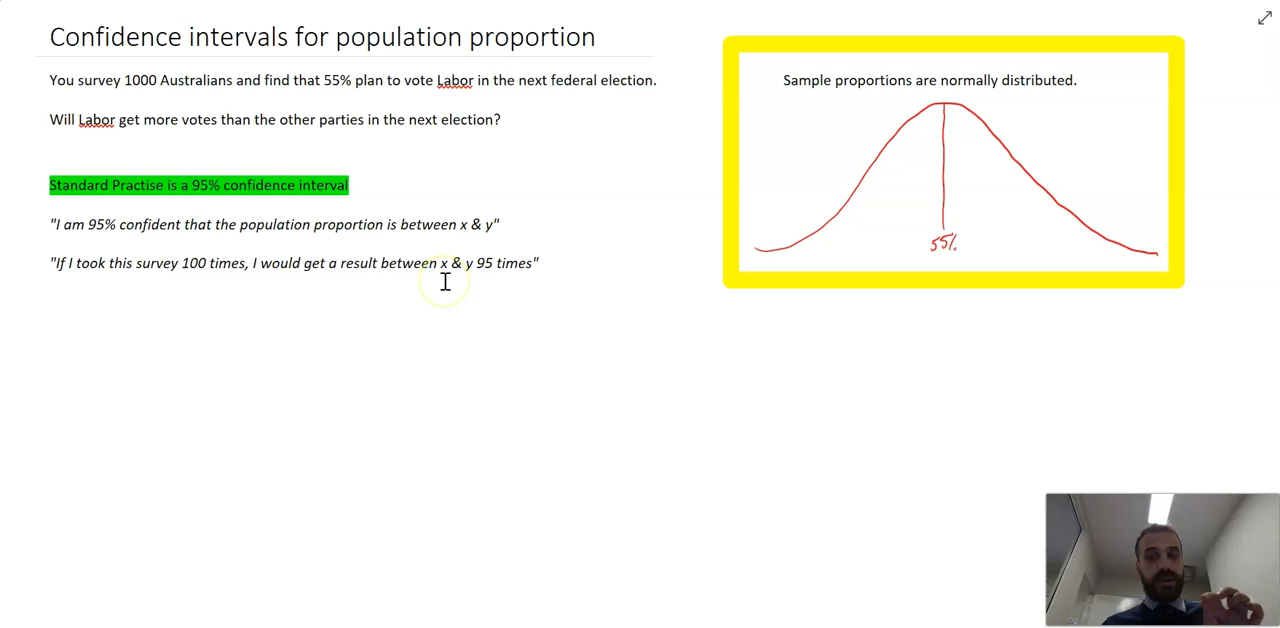 Confidence intervals for population proportion
You survey 1000 Australians and find that 55% plan to vote Labor in the next federal election.
Will Labor get more votes than the other parties in the next election?
Standard Practise is a 95% confidence interval
"I am 95% confident that the population proportion is between x & y"
"If I took this survey 100 times, I would get a result between x & y 95 times"
Sample proportions are normally distributed.
55%